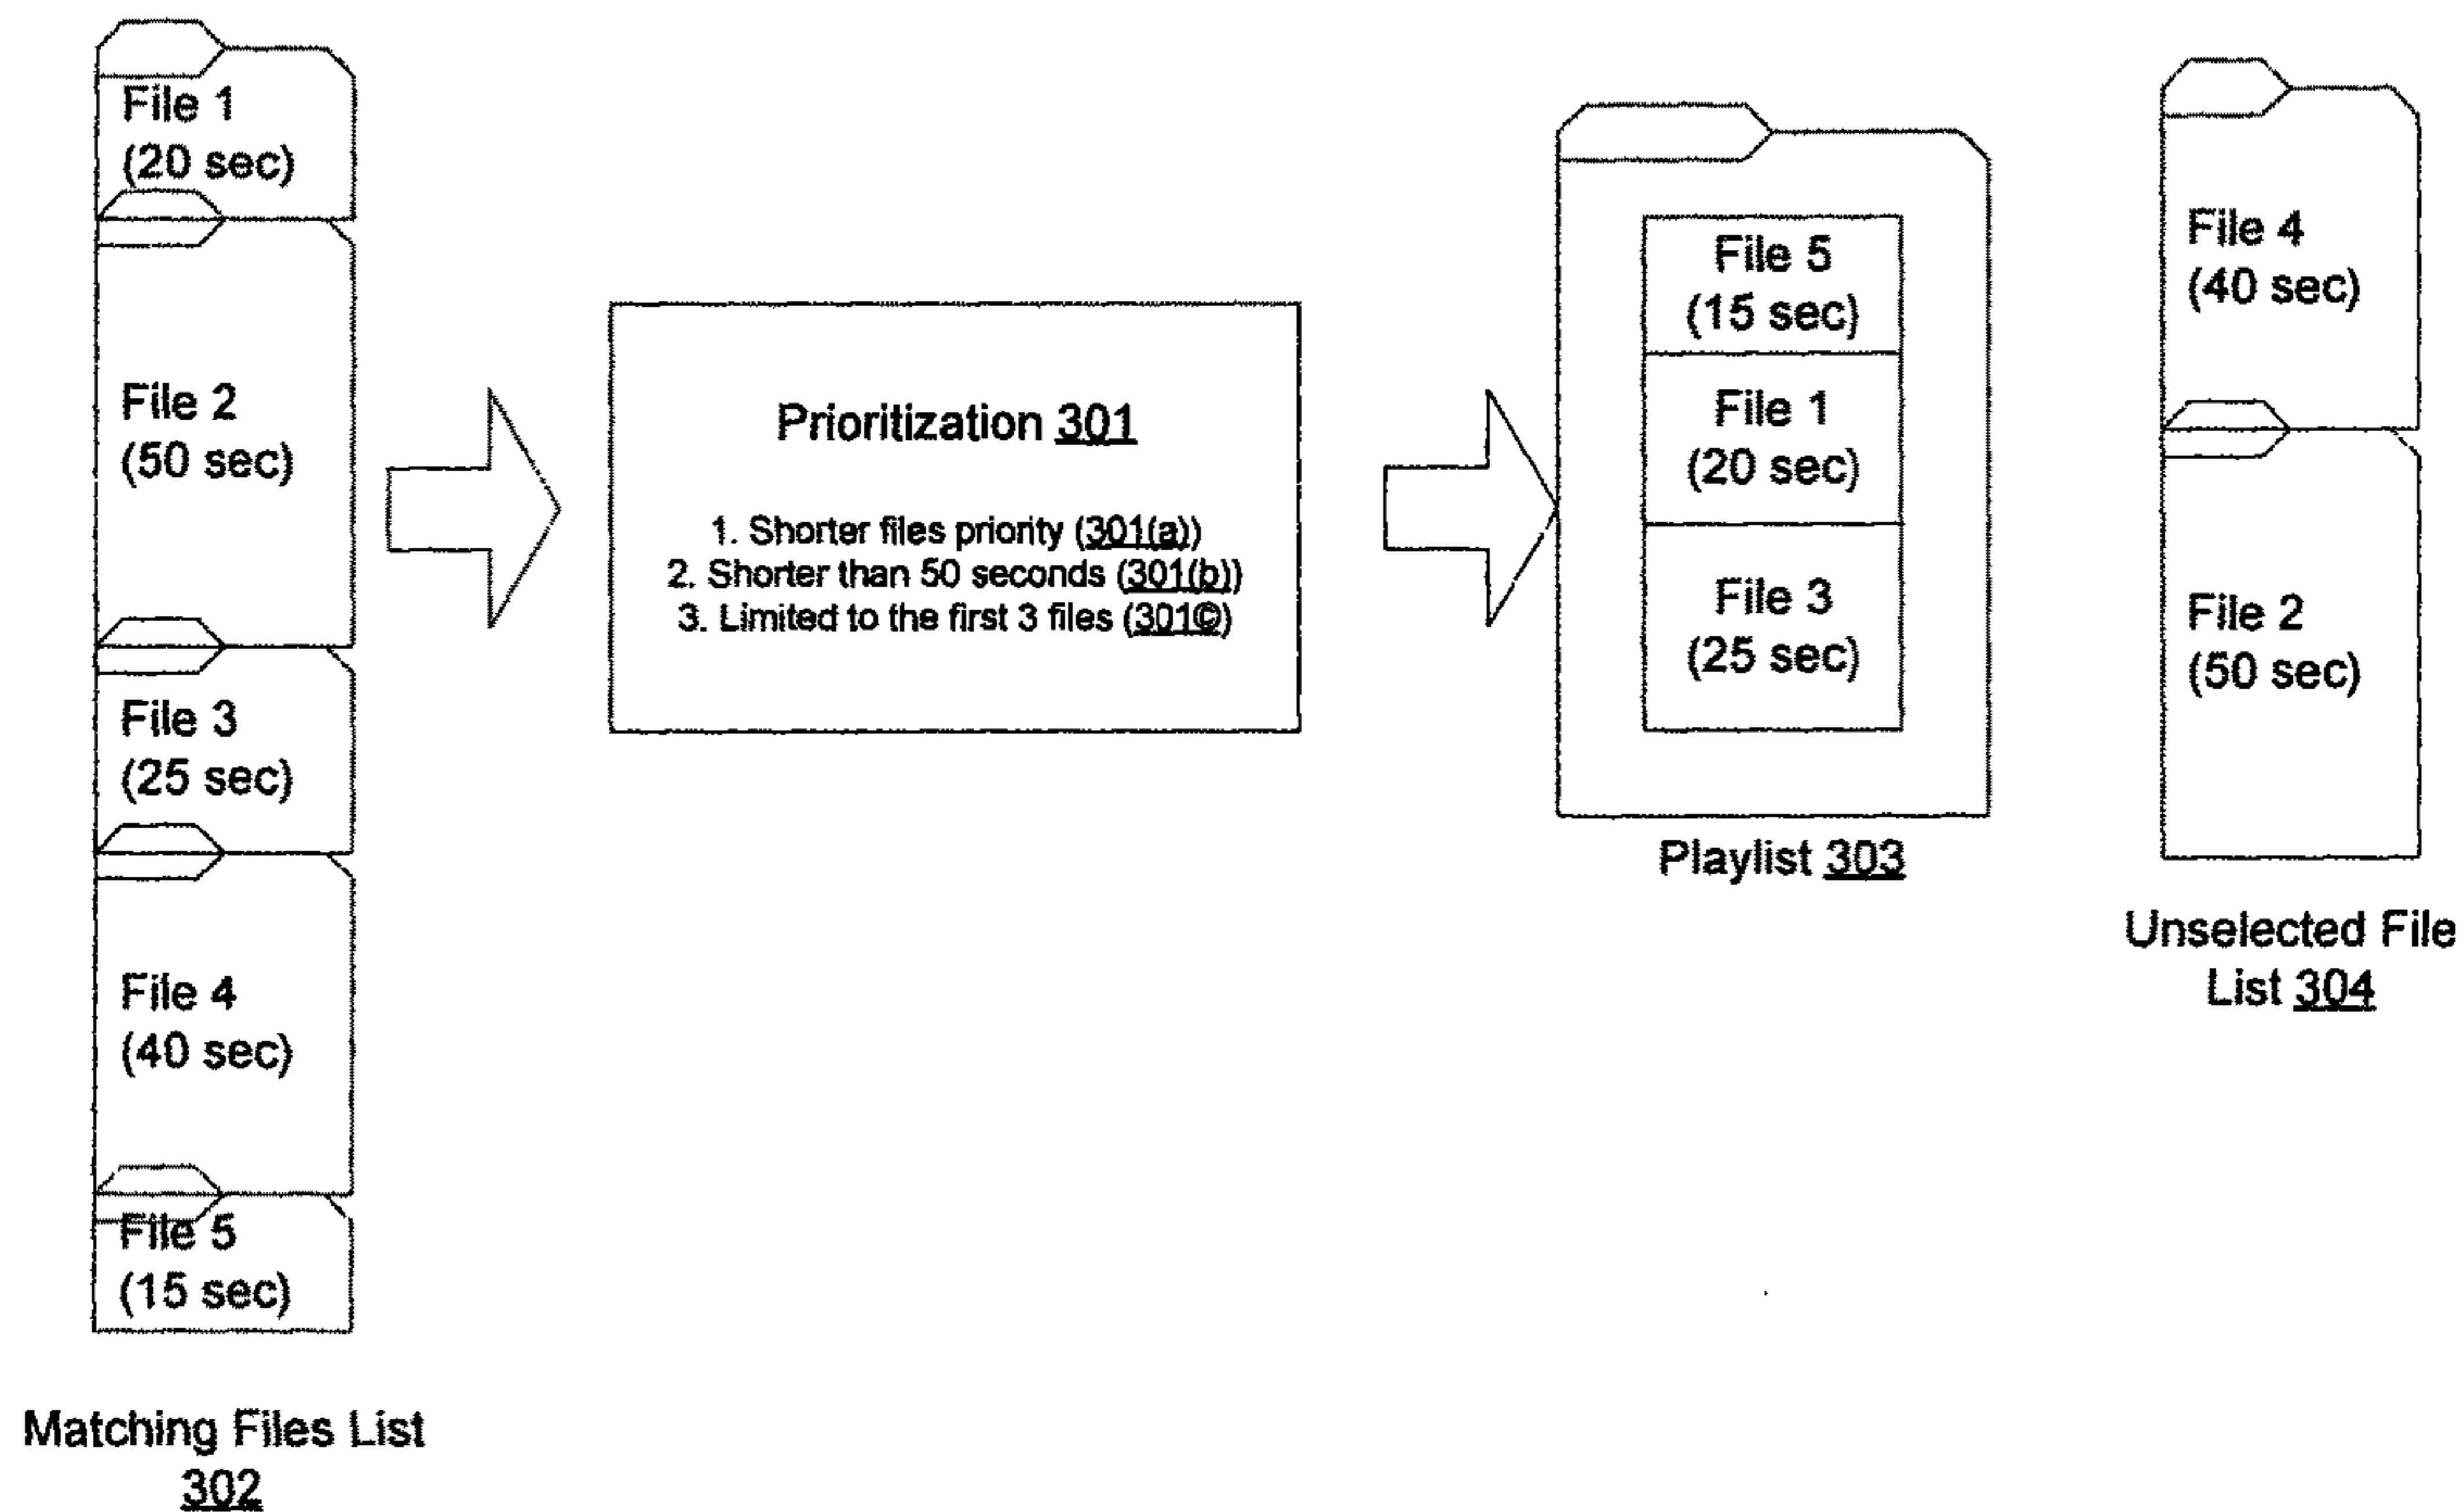 File 1
(20 sec)
File 2
(50 sec)
File 3
(25 sec)
File 4
(40 sec)
File 5
(15 sec)
Matching Files List
302
Prioritization 301
1. Shorter files priority (301(a))
2. Shorter than 50 seconds (301(b))
3. Limited to the first 3 files (301©)
File 5
(15 sec)
File 1
(20 sec)
File 3
(25 sec)
Playlist 303
File 4
(40 sec)
File 2
(50 sec)
Unselected File
List 304